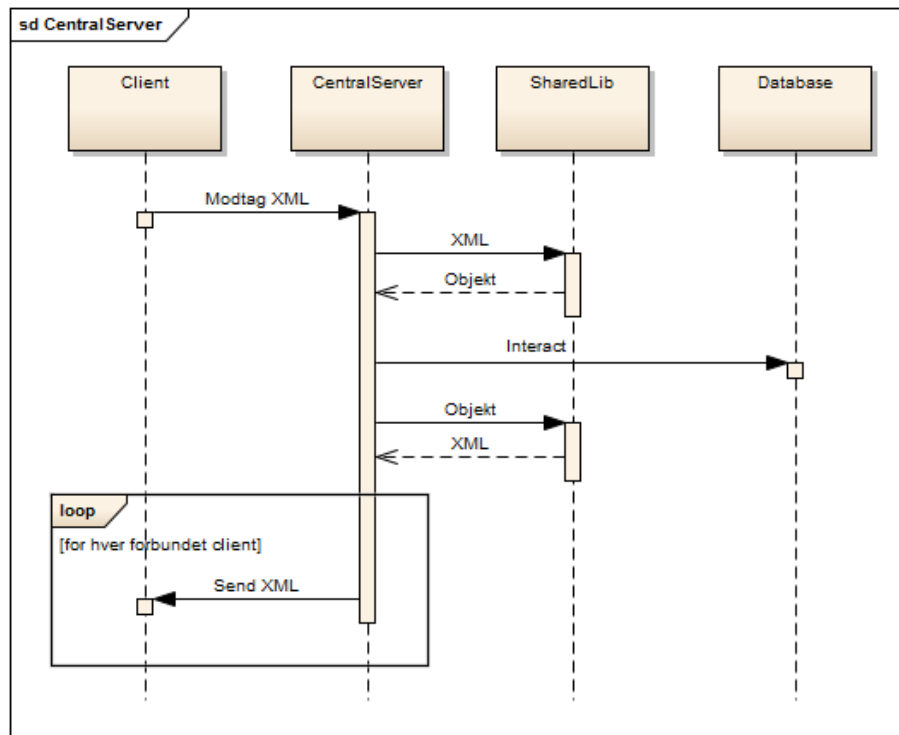 sd CentralServer
Client
CentralServer
SharedLib
Database
Modtag XML
XML
Objekt
Interact
Objekt
XML
loop
[for hver forbundet client]
Send XML